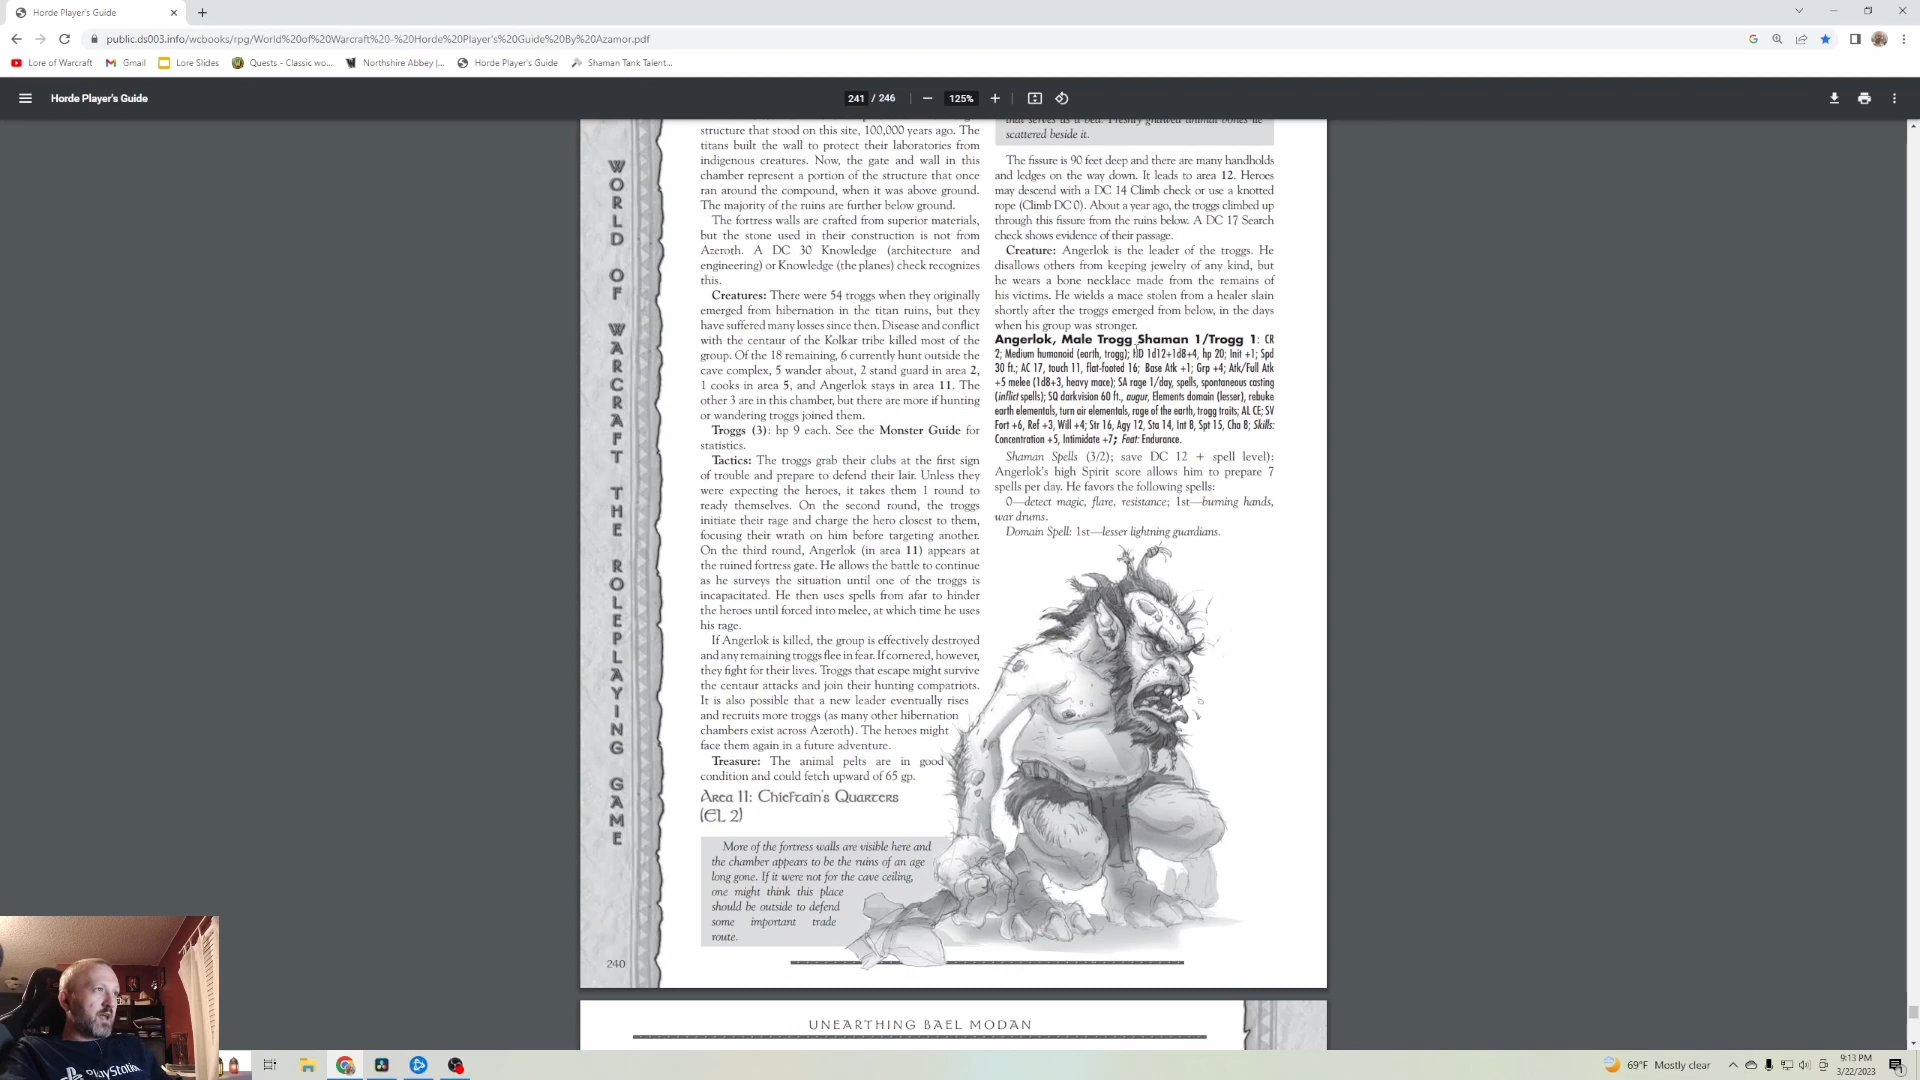 Horde Player's Guide
public.ds003.info/wcbooks/rpg/World%20of%20Warcraft%20-%20Horde%20Player's%20Guide%20By%20Azamor.pdf
Lore of Warcraft
Gmail
Lore Slides
Quests - Classic wo...
Northshire Abbey |...
Horde Player's Guide
Shaman Tank Talent...
Horde Player's Guide
241 / 246
125%
WORLD OF WARCRAFT THE ROLEPLAYING GAME
structure that stood on this site, 100,000 years ago. The
titans built the wall to protect their laboratories from
indigenous creatures. Now, the gate and wall in this
chamber represent a portion of the structure that once
ran around the compound, when it was above ground.
The majority of the ruins are further below ground.
The fortress walls are crafted from superior materials,
but the stone used in their construction is not from
Azeroth. A DC 30 Knowledge (architecture and
engineering) or Knowledge (the planes) check recognizes
this.
Creatures: There were 54 troggs when they originally
emerged from hibernation in the titan ruins, but they
have suffered many losses since then. Disease and conflict
with the centaur of the Kolkar tribe killed most of the
group. Of the 18 remaining, 6 currently hunt outside the
cave complex, 5 wander about, 2 stand guard in area 2,
1 cooks in area 5, and Angerlok stays in area 11. The
other 3 are in this chamber, but there are more if hunting
or wandering troggs joined them.
Troggs (3): hp 9 each. See the Monster Guide for
statistics.
Tactics: The troggs grab their clubs at the first sign
of trouble and prepare to defend their lair. Unless they
were expecting the heroes, it takes them 1 round to
ready themselves. On the second round, the troggs
initiate their rage and charge the hero closest to them,
focusing their wrath on him before targeting another.
On the third round, Angerlok (in area 11) appears at
the ruined fortress gate. He allows the battle to continue
as he surveys the situation until one of the troggs is
incapacitated. He then uses spells from afar to hinder
the heroes until forced into melee, at which time he uses
his rage.
If Angerlok is killed, the group is effectively destroyed
and any remaining troggs flee in fear. If cornered, however,
they fight for their lives. Troggs that escape might survive
the centaur attacks and join their hunting compatriots.
It is also possible that a new leader eventually rises
and recruits more troggs (as many other hibernation
chambers exist across Azeroth). The heroes might
face them again in a future adventure.
Treasure: The animal pelts are in good
condition and could fetch upward of 65 gp.
Area 11: Chieftain's Quarters
(EL 2)
More of the fortress walls are visible here and
the chamber appears to be the ruins of an age
long gone. If it were not for the cave ceiling,
one might think this place
should be outside to defend
some important trade
route.
240
that serves as a bed. Freshly gnawed animal bones lie
scattered beside it.
The fissure is 90 feet deep and there are many handholds
and ledges on the way down. It leads to area 12. Heroes
may descend with a DC 14 Climb check or use a knotted
rope (Climb DC 0). About a year ago, the troggs climbed up
through this fissure from the ruins below. A DC 17 Search
check shows evidence of their passage.
Creature: Angerlok is the leader of the troggs. He
disallows others from keeping jewelry of any kind, but
he wears a bone necklace made from the remains of
his victims. He wields a mace stolen from a healer slain
shortly after the troggs emerged from below, in the days
when his group was stronger.
Angerlok, Male Trogg Shaman 1/Trogg 1: CR
2; Medium humanoid (earth, trogg); HD 1d12+1d8+4, hp 20; Init +1; Spd
30 ft.; AC 17, touch 11, flat-footed 16; Base Atk +1; Grp +4; Atk/Full Atk
+5 melee (1d8+3, heavy mace); SA rage 1/day, spells, spontaneous casting
(inflict spells); SQ darkvision 60 ft., augur, Elements domain (lesser), rebuke
earth elementals, turn air elementals, rage of the earth, trogg traits; AL CE; SV
Fort +6, Ref +3, Will +4; Str 16, Agy 12, Sta 14, Int 8, Spt 15, Cha 8; Skills:
Concentration +5, Intimidate +7; Feat: Endurance.
Shaman Spells (3/2; save DC 12 + spell level):
Angerlok's high Spirit score allows him to prepare 7
spells per day. He favors the following spells:
0—detect magic, flare, resistance; 1st—burning hands,
war drums.
Domain Spell: 1st—lesser lightning guardians.
UNEARTHING BAEL MODAN
PlayStation
69°F Mostly clear
9:13 PM
3/22/2023